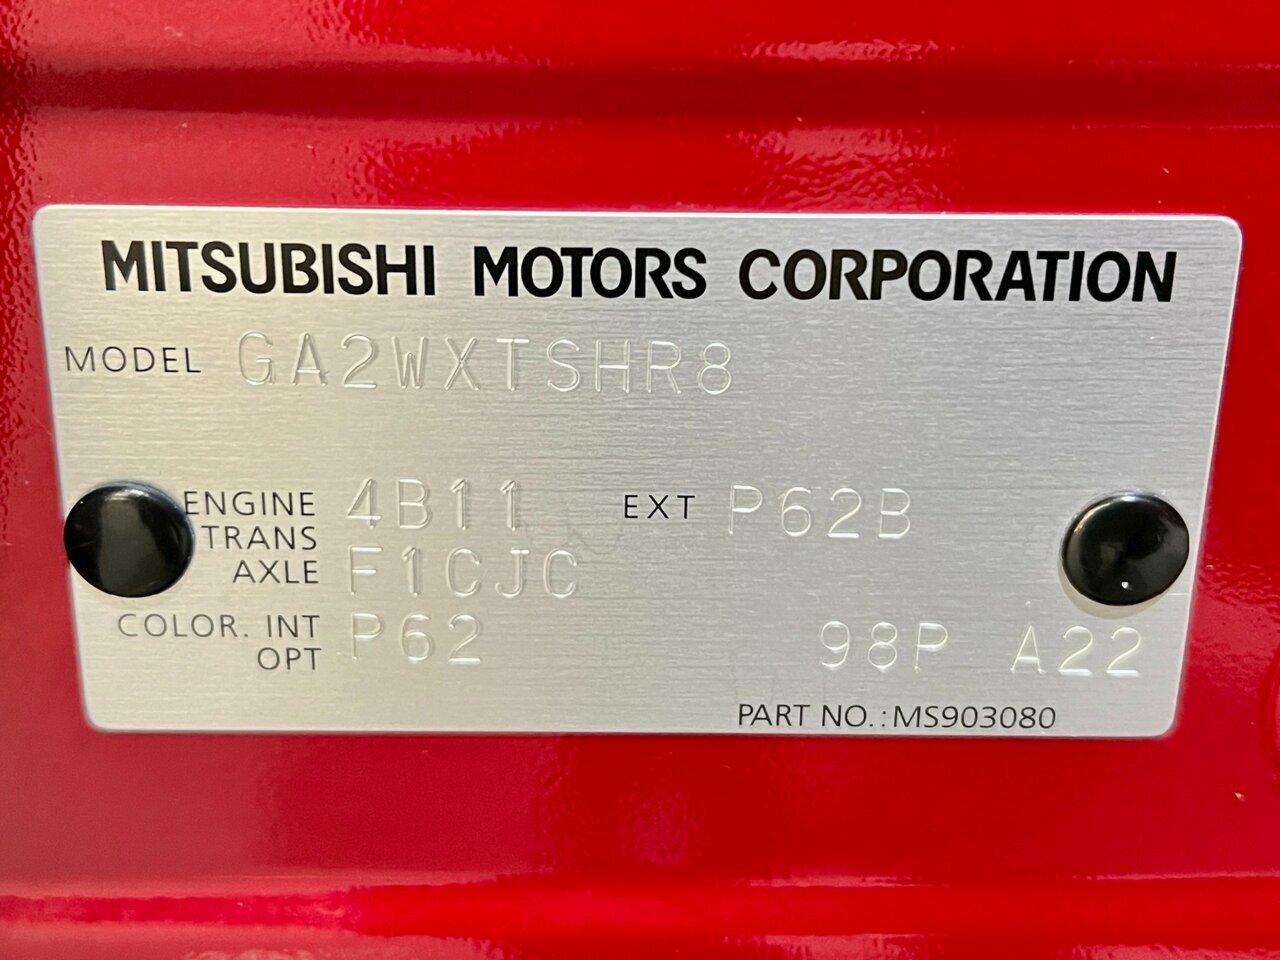 MITSUBISHI MOTORS CORPORATION
MODEL GA2WXTSHR8
ENGINE 4B11 EXT P62B
TRANS
AXLE F1CJC
COLOR. INT P62 98P A22
OPT
PART NO.:MS903080